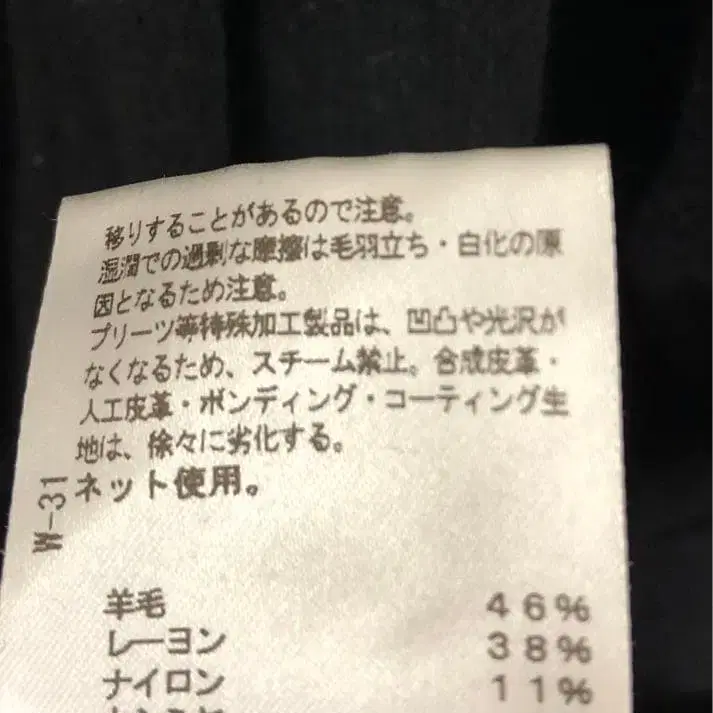 移りすることがあるので注意。
湿潤での過剰な摩擦は毛羽立ち・白化の原
因となるため注意。
プリーツ等特殊加工製品は、凹凸や光沢が
なくなるため、スチーム禁止。合成皮革・
人工皮革・ボンディング・コーティング生
地は、徐々に劣化する。
ネット使用。
W-31
羊毛 46%
レーヨン 38%
ナイロン 11%